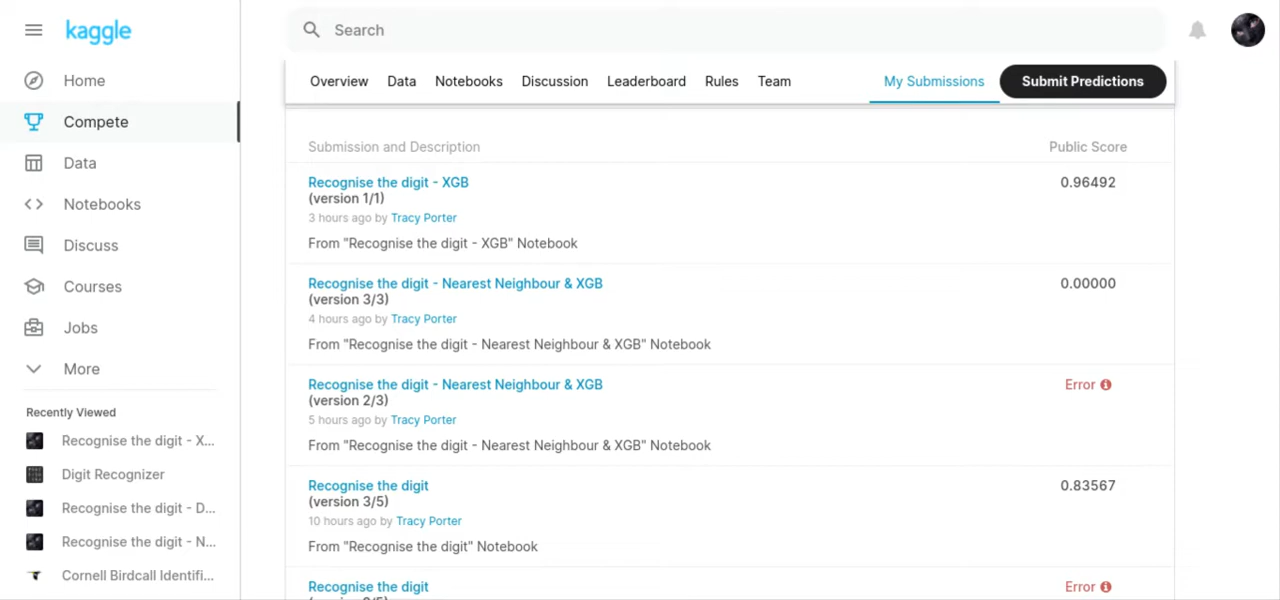 kaggle
Search
Home
Compete
Data
Notebooks
Discuss
Courses
Jobs
More
Recently Viewed
Recognise the digit - X...
Digit Recognizer
Recognise the digit - D...
Recognise the digit - N...
Cornell Birdcall Identifi...
Overview Data Notebooks Discussion Leaderboard Rules Team My Submissions Submit Predictions
Submission and Description Public Score
Recognise the digit - XGB 0.96492
(version 1/1)
3 hours ago by Tracy Porter
From "Recognise the digit - XGB" Notebook
Recognise the digit - Nearest Neighbour & XGB 0.00000
(version 3/3)
4 hours ago by Tracy Porter
From "Recognise the digit - Nearest Neighbour & XGB" Notebook
Recognise the digit - Nearest Neighbour & XGB Error
(version 2/3)
5 hours ago by Tracy Porter
From "Recognise the digit - Nearest Neighbour & XGB" Notebook
Recognise the digit 0.83567
(version 3/5)
10 hours ago by Tracy Porter
From "Recognise the digit" Notebook
Recognise the digit Error